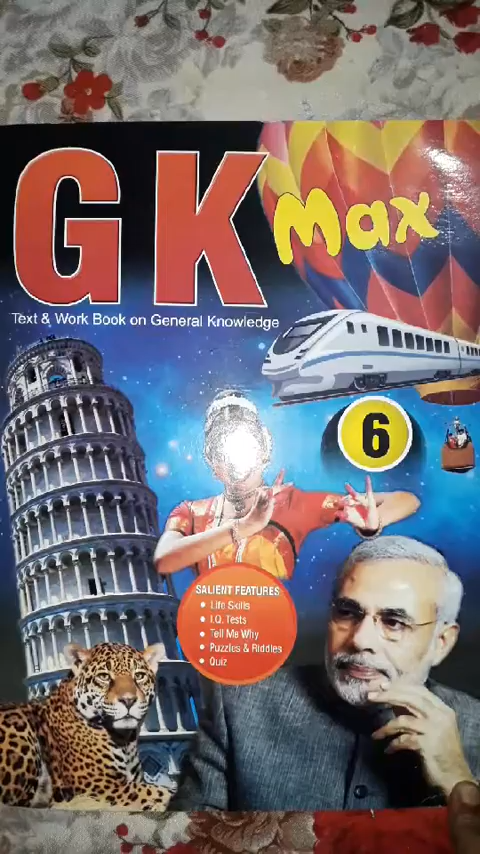 GK Max
Text & Work Book on General Knowledge
6
SALIENT FEATURES
• Life Skills
• I.Q. Tests
• Tell Me Why
• Puzzles & Riddles
• Quiz